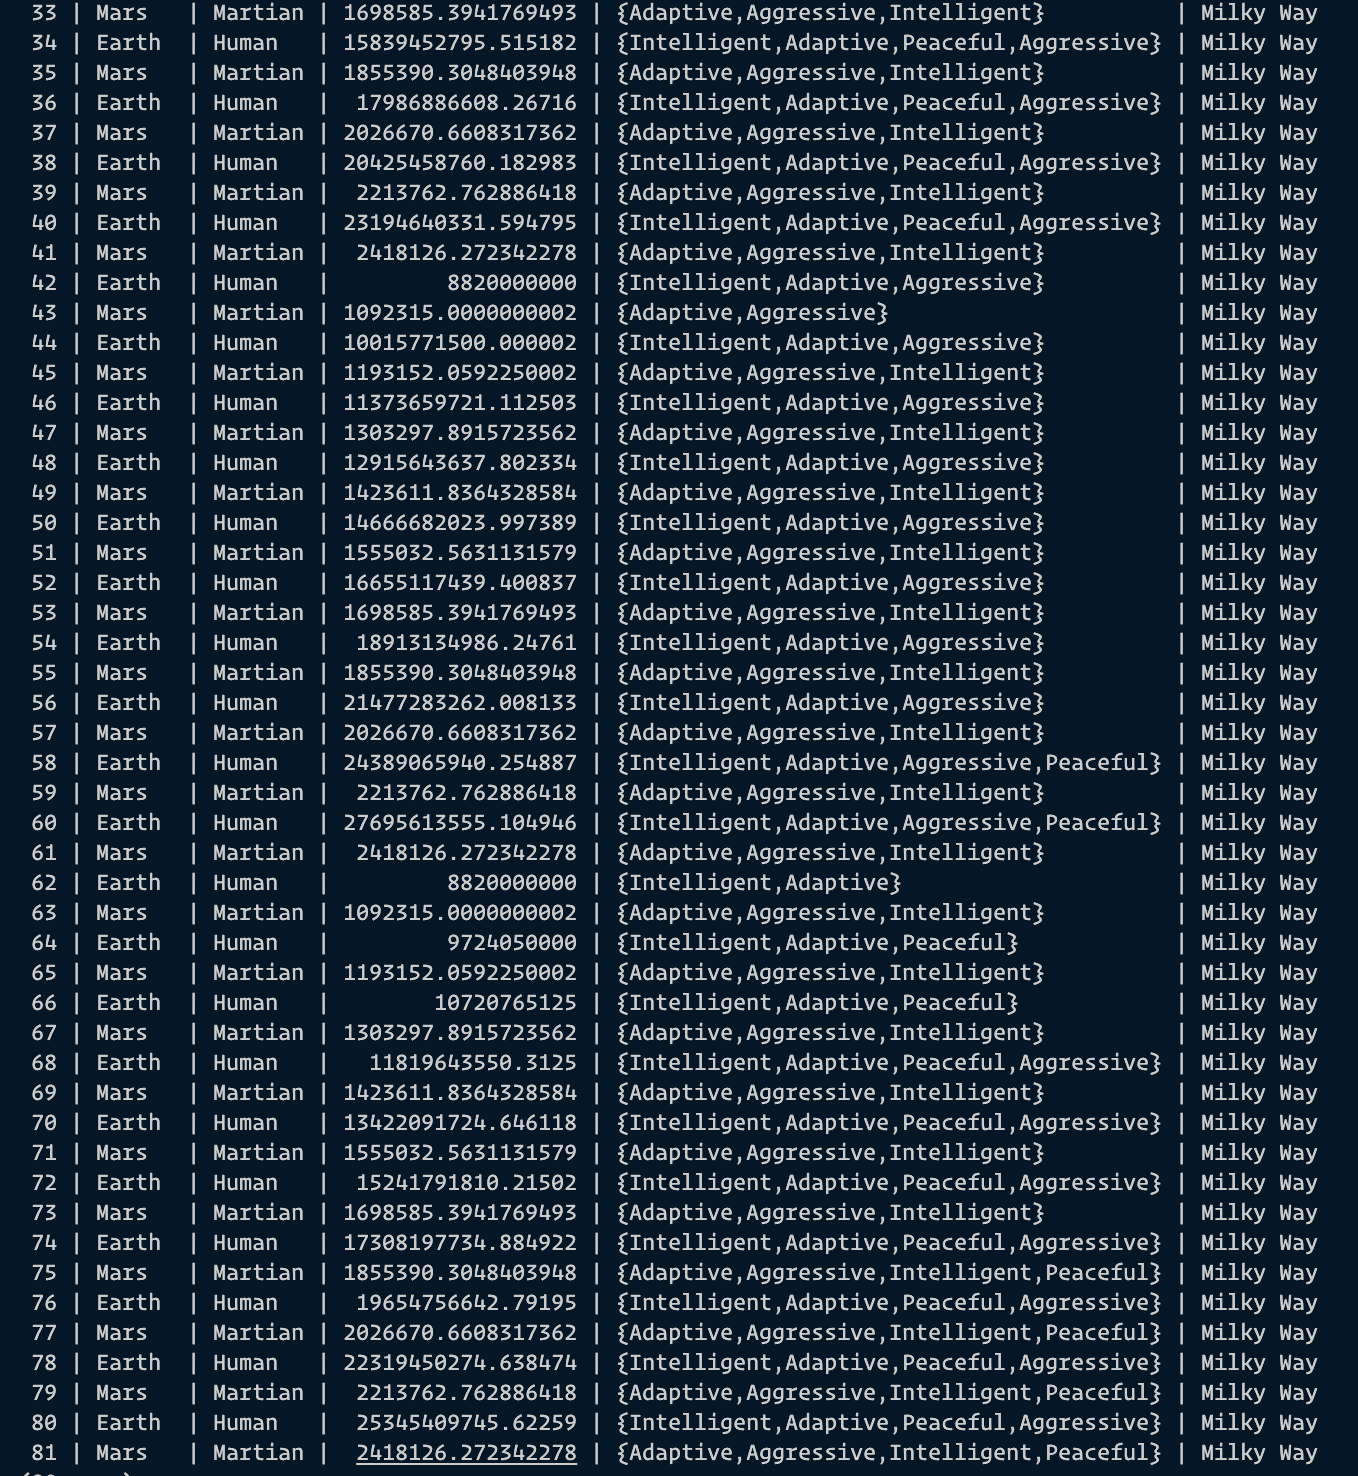 33 | Mars   | Martian | 1698585.3941769493 | {Adaptive,Aggressive,Intelligent}          | Milky Way
34 | Earth  | Human   | 15839452795.515182 | {Intelligent,Adaptive,Peaceful,Aggressive} | Milky Way
35 | Mars   | Martian | 1855390.3048403948 | {Adaptive,Aggressive,Intelligent}          | Milky Way
36 | Earth  | Human   |  17986886608.26716 | {Intelligent,Adaptive,Peaceful,Aggressive} | Milky Way
37 | Mars   | Martian | 2026670.6608317362 | {Adaptive,Aggressive,Intelligent}          | Milky Way
38 | Earth  | Human   | 20425458760.182983 | {Intelligent,Adaptive,Peaceful,Aggressive} | Milky Way
39 | Mars   | Martian |  2213762.762886418 | {Adaptive,Aggressive,Intelligent}          | Milky Way
40 | Earth  | Human   | 23194640331.594795 | {Intelligent,Adaptive,Peaceful,Aggressive} | Milky Way
41 | Mars   | Martian |  2418126.272342278 | {Adaptive,Aggressive,Intelligent}          | Milky Way
42 | Earth  | Human   |         8820000000 | {Intelligent,Adaptive,Aggressive}          | Milky Way
43 | Mars   | Martian | 1092315.0000000002 | {Adaptive,Aggressive}                      | Milky Way
44 | Earth  | Human   | 10015771500.000002 | {Intelligent,Adaptive,Aggressive}          | Milky Way
45 | Mars   | Martian | 1193152.0592250002 | {Adaptive,Aggressive,Intelligent}          | Milky Way
46 | Earth  | Human   | 11373659721.112503 | {Intelligent,Adaptive,Aggressive}          | Milky Way
47 | Mars   | Martian | 1303297.8915723562 | {Adaptive,Aggressive,Intelligent}          | Milky Way
48 | Earth  | Human   | 12915643637.802334 | {Intelligent,Adaptive,Aggressive}          | Milky Way
49 | Mars   | Martian | 1423611.8364328584 | {Adaptive,Aggressive,Intelligent}          | Milky Way
50 | Earth  | Human   | 14666682023.997389 | {Intelligent,Adaptive,Aggressive}          | Milky Way
51 | Mars   | Martian | 1555032.5631131579 | {Adaptive,Aggressive,Intelligent}          | Milky Way
52 | Earth  | Human   | 16655117439.400837 | {Intelligent,Adaptive,Aggressive}          | Milky Way
53 | Mars   | Martian | 1698585.3941769493 | {Adaptive,Aggressive,Intelligent}          | Milky Way
54 | Earth  | Human   |  18913134986.24761 | {Intelligent,Adaptive,Aggressive}          | Milky Way
55 | Mars   | Martian | 1855390.3048403948 | {Adaptive,Aggressive,Intelligent}          | Milky Way
56 | Earth  | Human   | 21477283262.008133 | {Intelligent,Adaptive,Aggressive}          | Milky Way
57 | Mars   | Martian | 2026670.6608317362 | {Adaptive,Aggressive,Intelligent}          | Milky Way
58 | Earth  | Human   | 24389065940.254887 | {Intelligent,Adaptive,Aggressive,Peaceful} | Milky Way
59 | Mars   | Martian |  2213762.762886418 | {Adaptive,Aggressive,Intelligent}          | Milky Way
60 | Earth  | Human   | 27695613555.104946 | {Intelligent,Adaptive,Aggressive,Peaceful} | Milky Way
61 | Mars   | Martian |  2418126.272342278 | {Adaptive,Aggressive,Intelligent}          | Milky Way
62 | Earth  | Human   |         8820000000 | {Intelligent,Adaptive}                     | Milky Way
63 | Mars   | Martian | 1092315.0000000002 | {Adaptive,Aggressive,Intelligent}          | Milky Way
64 | Earth  | Human   |         9724050000 | {Intelligent,Adaptive,Peaceful}            | Milky Way
65 | Mars   | Martian | 1193152.0592250002 | {Adaptive,Aggressive,Intelligent}          | Milky Way
66 | Earth  | Human   |        10720765125 | {Intelligent,Adaptive,Peaceful}            | Milky Way
67 | Mars   | Martian | 1303297.8915723562 | {Adaptive,Aggressive,Intelligent}          | Milky Way
68 | Earth  | Human   |   11819643550.3125 | {Intelligent,Adaptive,Peaceful,Aggressive} | Milky Way
69 | Mars   | Martian | 1423611.8364328584 | {Adaptive,Aggressive,Intelligent}          | Milky Way
70 | Earth  | Human   | 13422091724.646118 | {Intelligent,Adaptive,Peaceful,Aggressive} | Milky Way
71 | Mars   | Martian | 1555032.5631131579 | {Adaptive,Aggressive,Intelligent}          | Milky Way
72 | Earth  | Human   |  15241791810.21502 | {Intelligent,Adaptive,Peaceful,Aggressive} | Milky Way
73 | Mars   | Martian | 1698585.3941769493 | {Adaptive,Aggressive,Intelligent}          | Milky Way
74 | Earth  | Human   | 17308197734.884922 | {Intelligent,Adaptive,Peaceful,Aggressive} | Milky Way
75 | Mars   | Martian | 1855390.3048403948 | {Adaptive,Aggressive,Intelligent,Peaceful} | Milky Way
76 | Earth  | Human   |  19654756642.79195 | {Intelligent,Adaptive,Peaceful,Aggressive} | Milky Way
77 | Mars   | Martian | 2026670.6608317362 | {Adaptive,Aggressive,Intelligent,Peaceful} | Milky Way
78 | Earth  | Human   | 22319450274.638474 | {Intelligent,Adaptive,Peaceful,Aggressive} | Milky Way
79 | Mars   | Martian |  2213762.762886418 | {Adaptive,Aggressive,Intelligent,Peaceful} | Milky Way
80 | Earth  | Human   |  25345409745.62259 | {Intelligent,Adaptive,Peaceful,Aggressive} | Milky Way
81 | Mars   | Martian |  2418126.272342278 | {Adaptive,Aggressive,Intelligent,Peaceful} | Milky Way